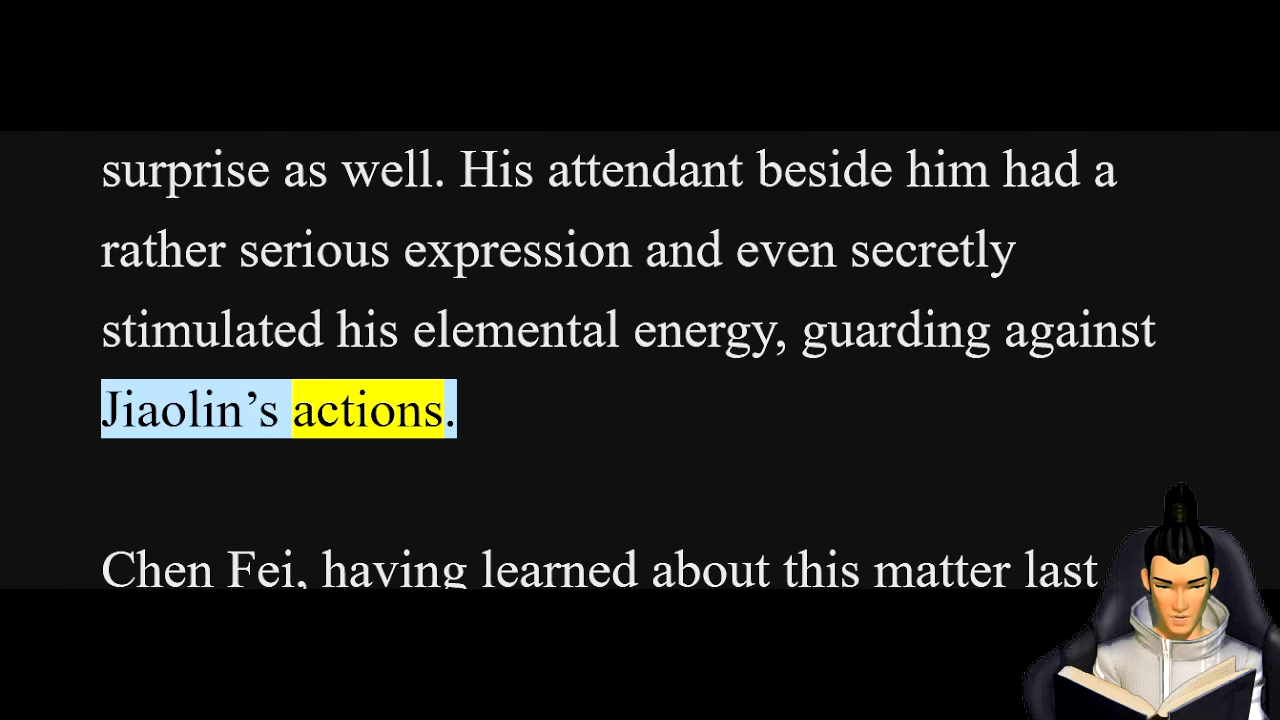 surprise as well. His attendant beside him had a
rather serious expression and even secretly
stimulated his elemental energy, guarding against
Jiaolin’s actions.
Chen Fei, having learned about this matter last